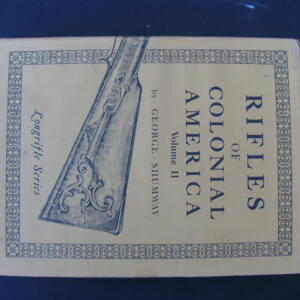 RIFLES
OF
COLONIAL
AMERICA
Volume II
by GEORGE SHUMWAY
Longrifle Series